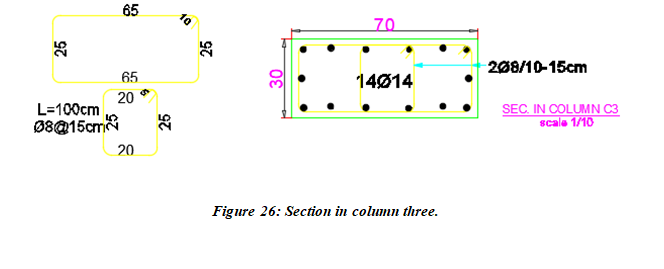 65
10
25
25
65
20
5
L=100cm
Ø8@15cm
25
25
20
70
30
14Ø14
2Ø8/10-15cm
SEC. IN COLUMN C3
scale 1/10
Figure 26: Section in column three.